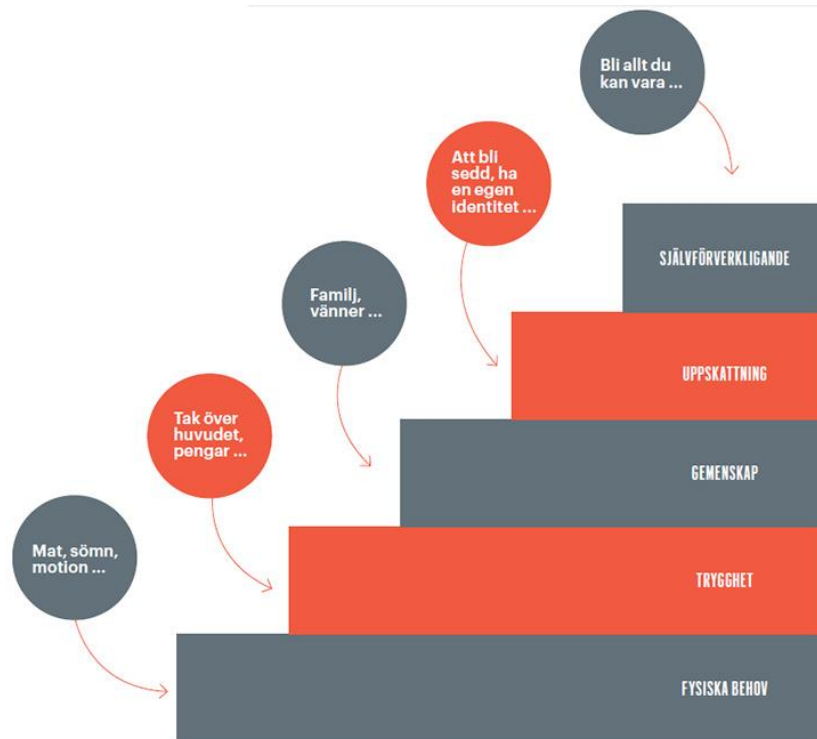 Bli allt du
kan vara ...
Att bli
sedd, ha
en egen
identitet ...
SJÄLVFÖRVERKLIGANDE
Familj,
vänner ...
UPPSKATTNING
Tak över
huvudet,
pengar ...
GEMENSKAP
Mat, sömn,
motion ...
TRYGGHET
FYSISKA BEHOV